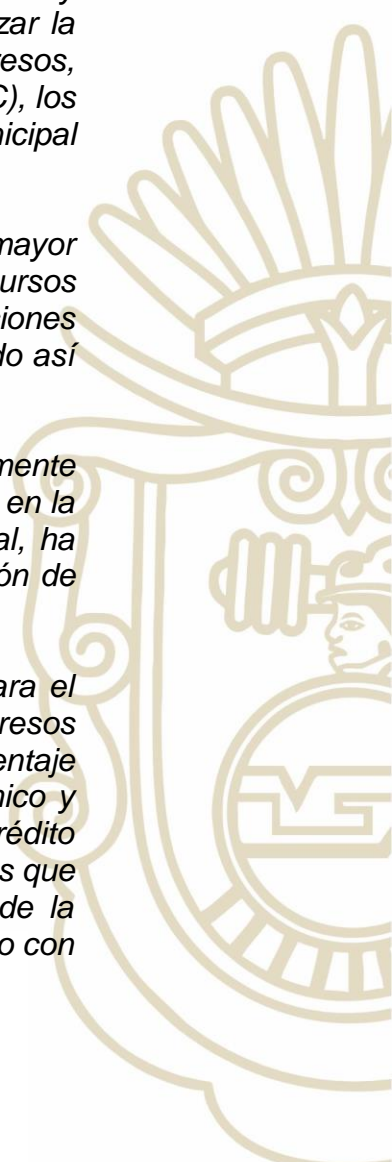 zar la
esos,
C), los
nicipal
mayor
ursos
iones
do así
mente
en la
al, ha
ón de
ara el
resos
entaje
nico y
rédito
s que
de la
o con